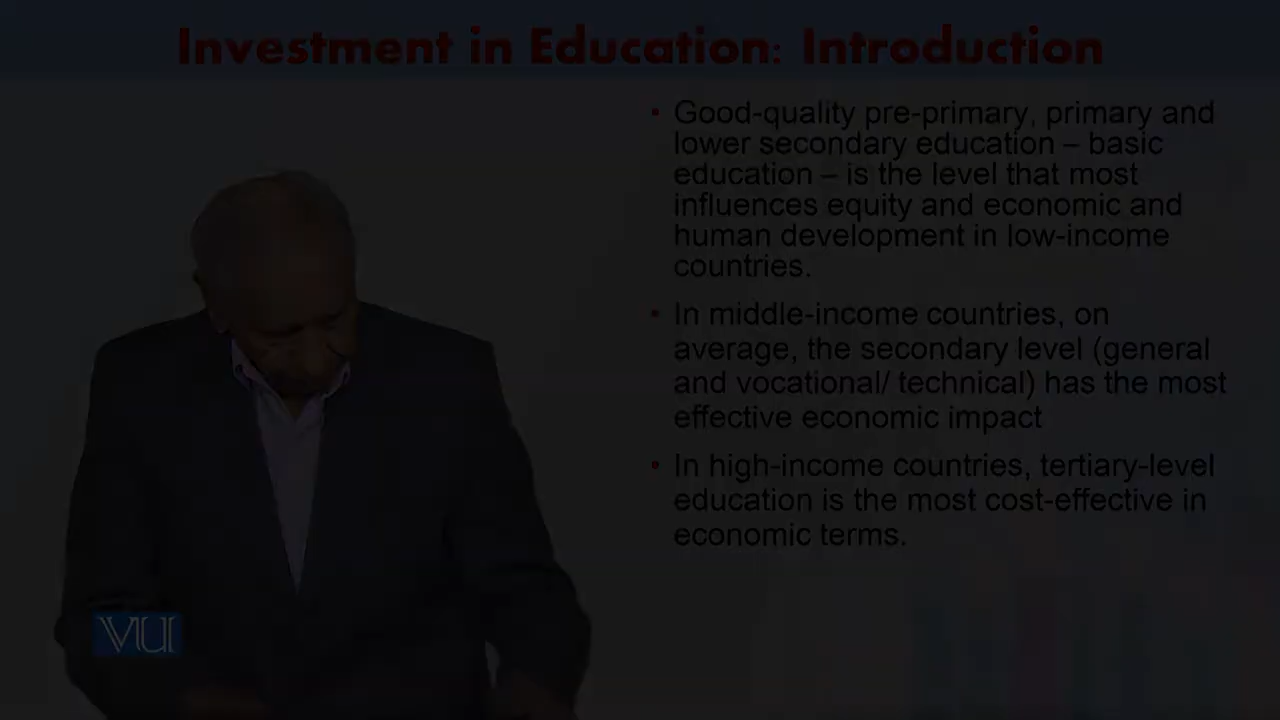 Investment in Education: Introduction
• Good-quality pre-primary, primary and
lower secondary education – basic
education – is the level that most
influences equity and economic and
human development in low-income
countries.
• In middle-income countries, on
average, the secondary level (general
and vocational/ technical) has the most
effective economic impact
• In high-income countries, tertiary-level
education is the most cost-effective in
economic terms.
VU